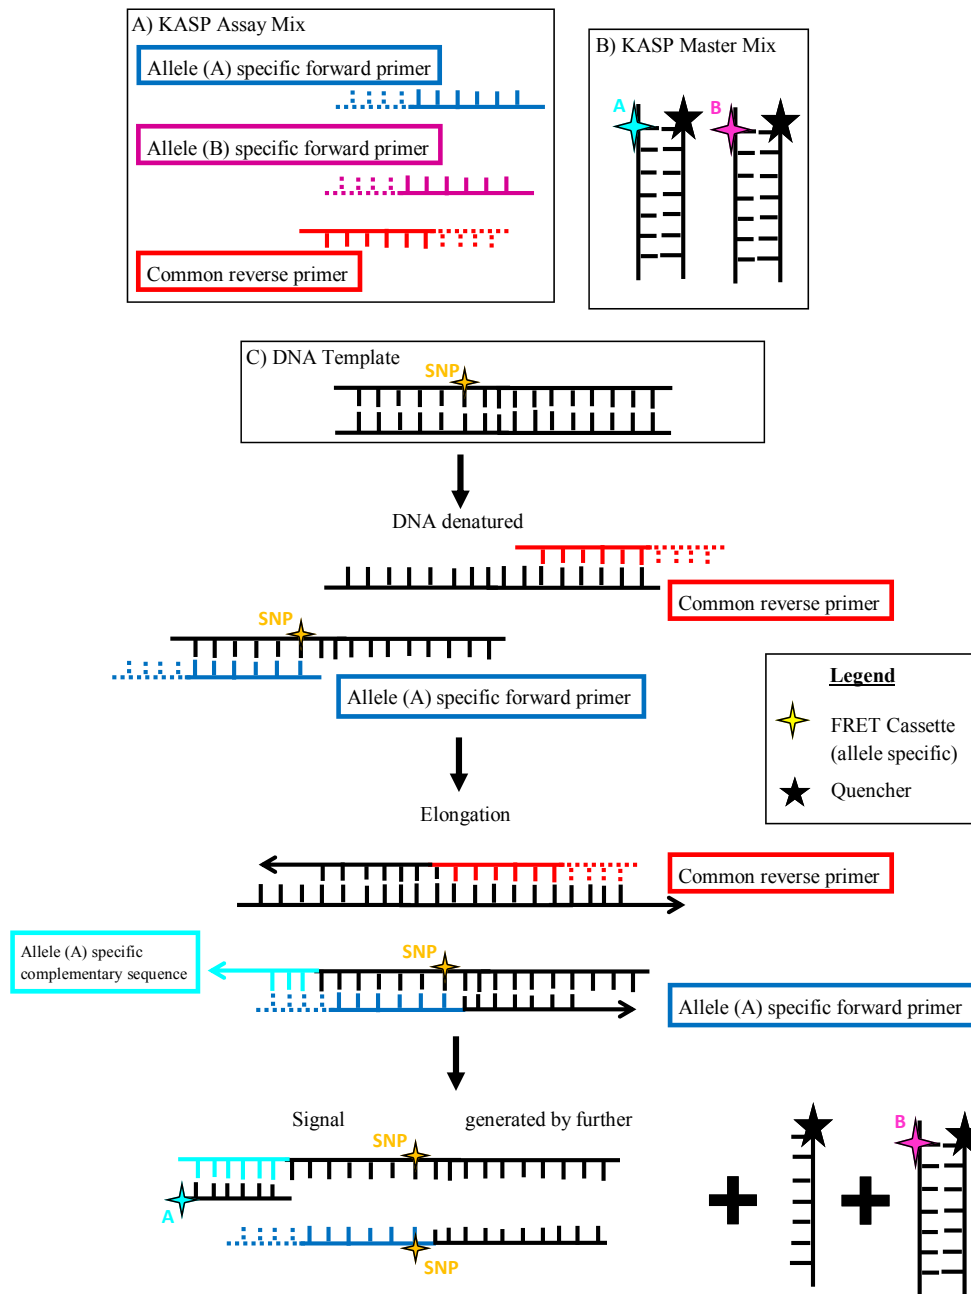 A) KASP Assay Mix
Allele (A) specific forward primer
Allele (B) specific forward primer
Common reverse primer
B) KASP Master Mix
A
B
C) DNA Template
SNP
DNA denatured
Common reverse primer
SNP
Allele (A) specific forward primer
Legend
FRET Cassette
(allele specific)
Quencher
Elongation
Common reverse primer
Allele (A) specific
complementary sequence
SNP
Allele (A) specific forward primer
Signal generated by further
SNP
A
SNP
B